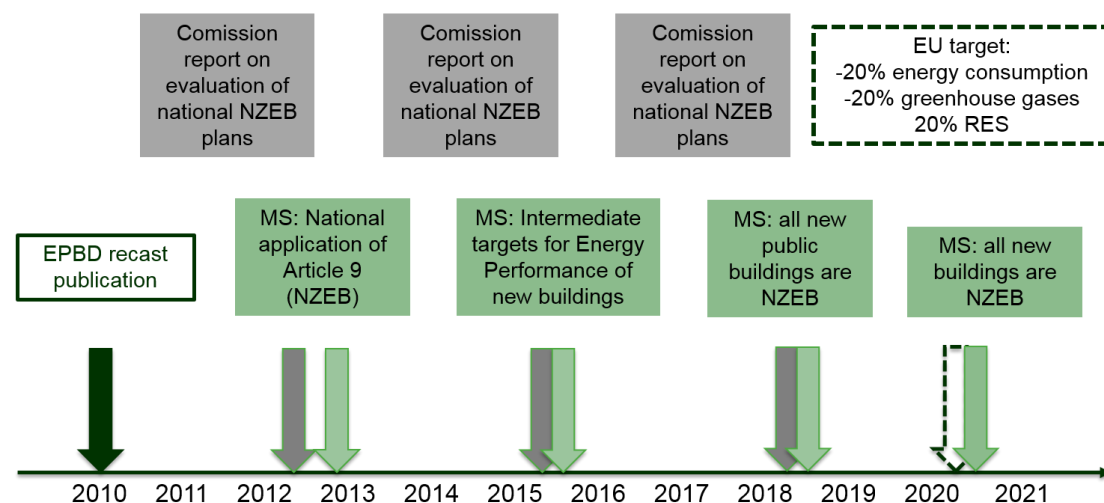 Comission
report on
evaluation of
national NZEB
plans
Comission
report on
evaluation of
national NZEB
plans
Comission
report on
evaluation of
national NZEB
plans
EU target:
-20% energy consumption
-20% greenhouse gases
20% RES
EPBD recast
publication
MS: National
application of
Article 9
(NZEB)
MS: Intermediate
targets for Energy
Performance of
new buildings
MS: all new
public
buildings are
NZEB
MS: all new
buildings are
NZEB
2010 2011 2012 2013 2014 2015 2016 2017 2018 2019 2020 2021